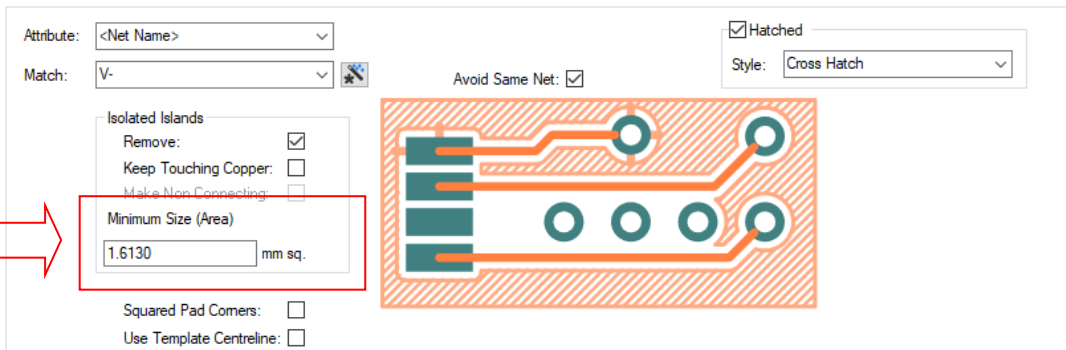 Attribute: <Net Name>
Match: V-
Avoid Same Net:
Hatched
Style: Cross Hatch
Isolated Islands
Remove:
Keep Touching Copper:
Make Non Connecting:
Minimum Size (Area)
1.6130 mm sq.
Squared Pad Corners:
Use Template Centreline: